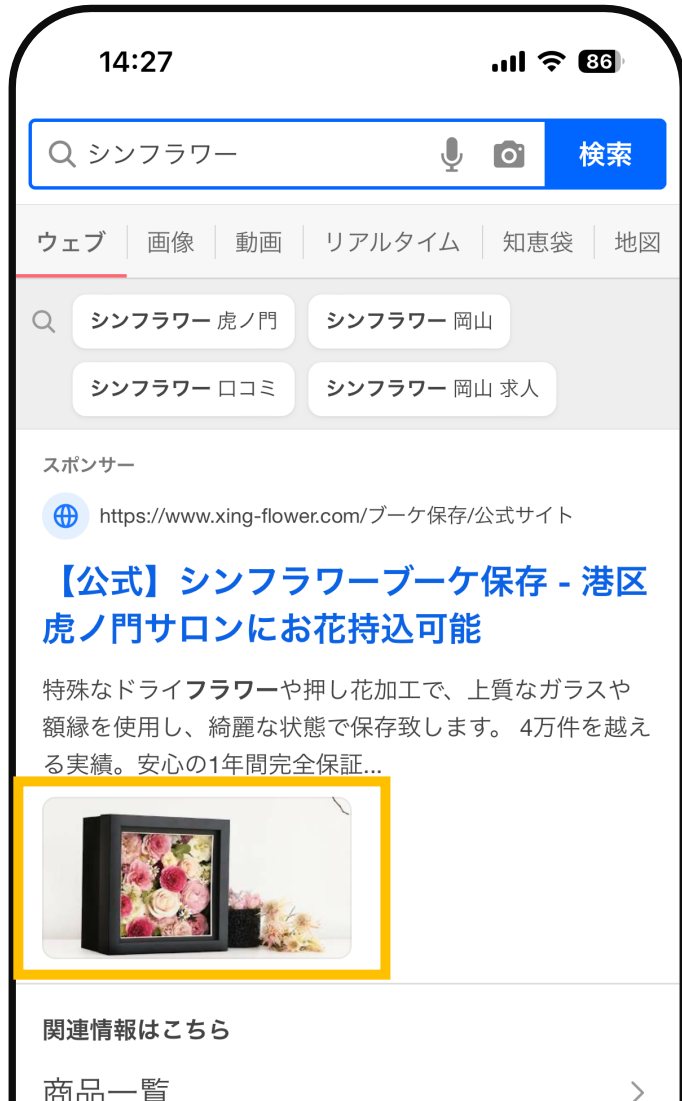 14:27
86
シンフラワー
検索
ウェブ 画像 動画 リアルタイム 知恵袋 地図
シンフラワー 虎ノ門 シンフラワー 岡山
シンフラワー 口コミ シンフラワー 岡山 求人
スポンサー
https://www.xing-flower.com/ブーケ保存/公式サイト
【公式】シンフラワーブーケ保存 - 港区
虎ノ門サロンにお花持込可能
特殊なドライフラワーや押し花加工で、上質なガラスや
額縁を使用し、綺麗な状態で保存致します。 4万件を越え
る実績。安心の1年間完全保証...
関連情報はこちら
商品一覧